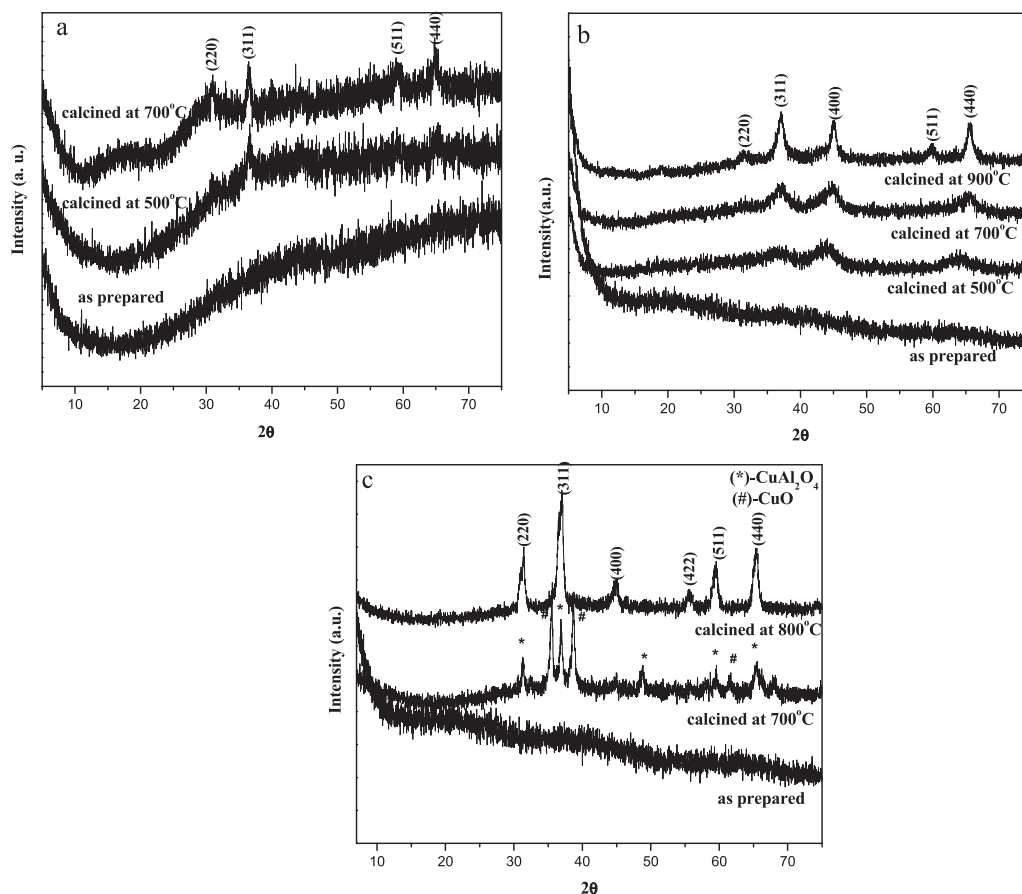 a
(220)
(311)
(511)
(440)
calcined at 700°C
calcined at 500°C
as prepared
Intensity (a. u.)
10 20 30 40 50 60 70
2θ
b
(220)
(311)
(400)
(511)
(440)
calcined at 900°C
calcined at 700°C
calcined at 500°C
as prepared
Intensity(a.u.)
10 20 30 40 50 60 70
2θ
c
(*)-CuAl₂O₄
(#)-CuO
(220)
(311)
(400)
(422)
(511)
(440)
calcined at 800°C
* # * # * * # *
calcined at 700°C
as prepared
Intensity (a.u.)
10 20 30 40 50 60 70
2θ